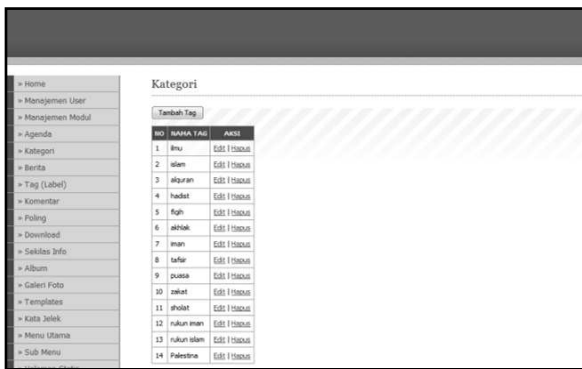 » Home
» Manajemen User
» Manajemen Modul
» Agenda
» Kategori
» Berita
» Tag (Label)
» Komentar
» Poling
» Download
» Sekilas Info
» Album
» Galeri Foto
» Templates
» Kata Jelek
» Menu Utama
» Sub Menu
Kategori
Tambah Tag
NO NAMA TAG AKSI
1 ilmu Edit | Hapus
2 islam Edit | Hapus
3 alquran Edit | Hapus
4 hadist Edit | Hapus
5 fiqih Edit | Hapus
6 akhlak Edit | Hapus
7 iman Edit | Hapus
8 tafsir Edit | Hapus
9 puasa Edit | Hapus
10 zakat Edit | Hapus
11 sholat Edit | Hapus
12 rukun iman Edit | Hapus
13 rukun islam Edit | Hapus
14 Palestina Edit | Hapus